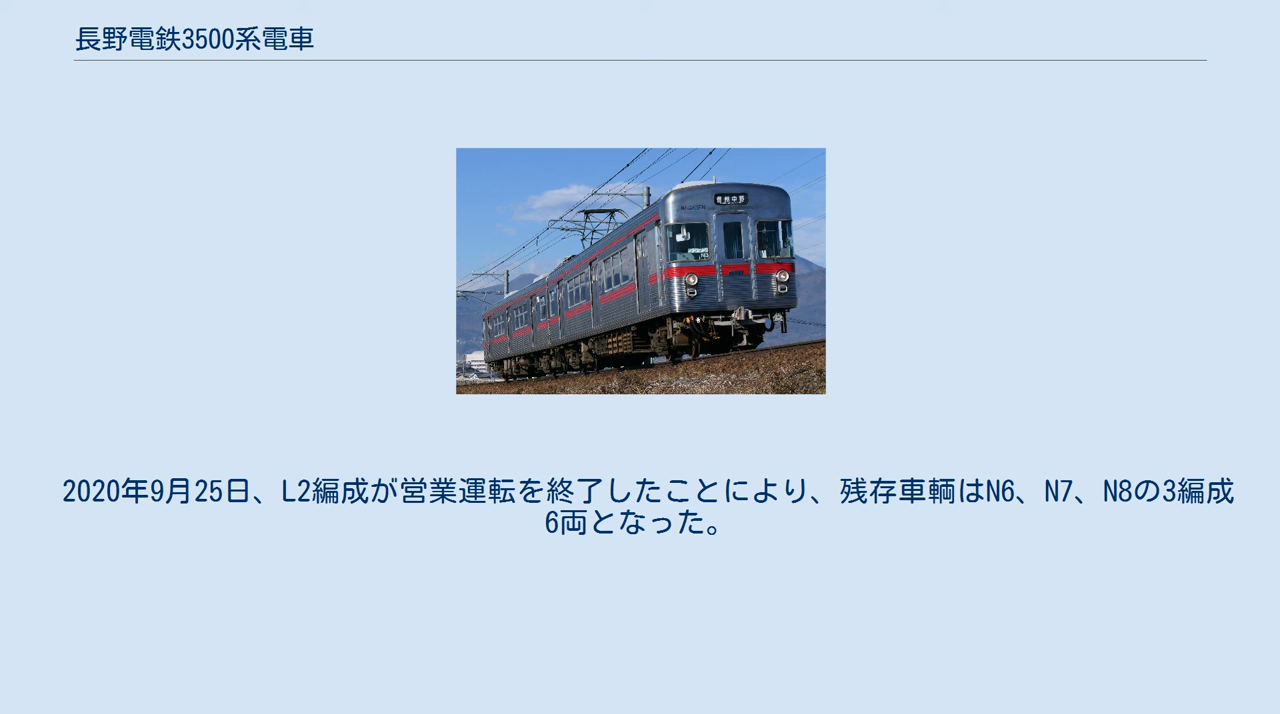 長野電鉄3500系電車
N3
2020年9月25日、L2編成が営業運転を終了したことにより、残存車輌はN6、N7、N8の3編成
6両となった。